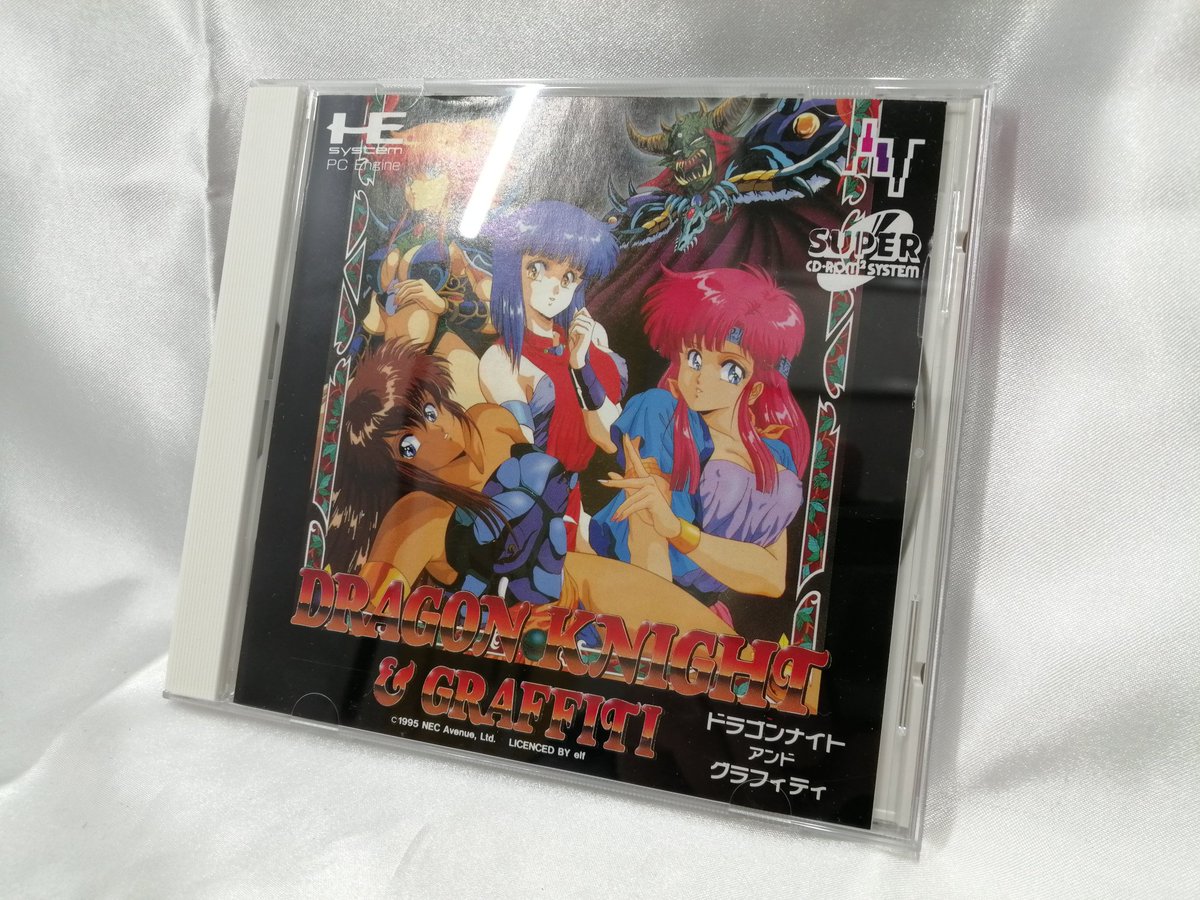 HE
system
PC Engine
AV
SUPER
CD-ROM² SYSTEM
DRAGON KNIGHT
& GRAFFITI
©1995 NEC Avenue, Ltd. LICENCED BY elf
ドラゴンナイト
アンド
グラフィティ